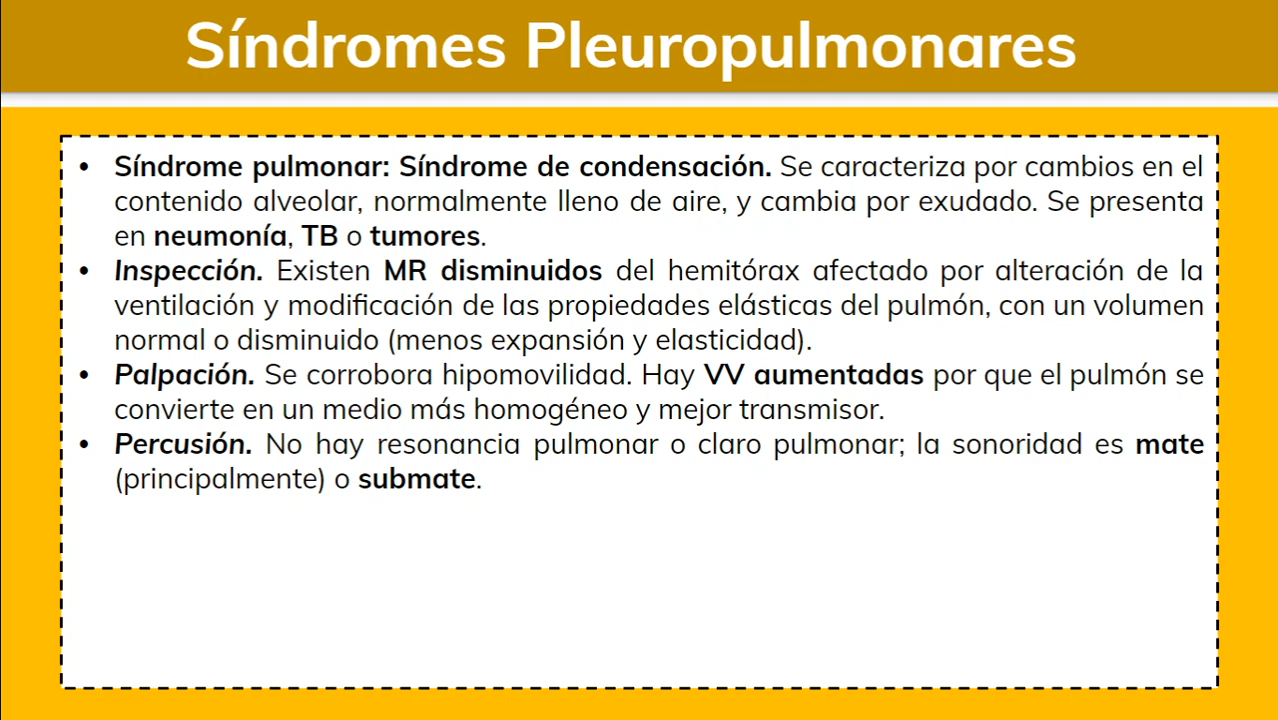 Síndromes Pleuropulmonares
• Síndrome pulmonar: Síndrome de condensación. Se caracteriza por cambios en el
contenido alveolar, normalmente lleno de aire, y cambia por exudado. Se presenta
en neumonía, TB o tumores.
• Inspección. Existen MR disminuidos del hemitórax afectado por alteración de la
ventilación y modificación de las propiedades elásticas del pulmón, con un volumen
normal o disminuido (menos expansión y elasticidad).
• Palpación. Se corrobora hipomovilidad. Hay VV aumentadas por que el pulmón se
convierte en un medio más homogéneo y mejor transmisor.
• Percusión. No hay resonancia pulmonar o claro pulmonar; la sonoridad es mate
(principalmente) o submate.